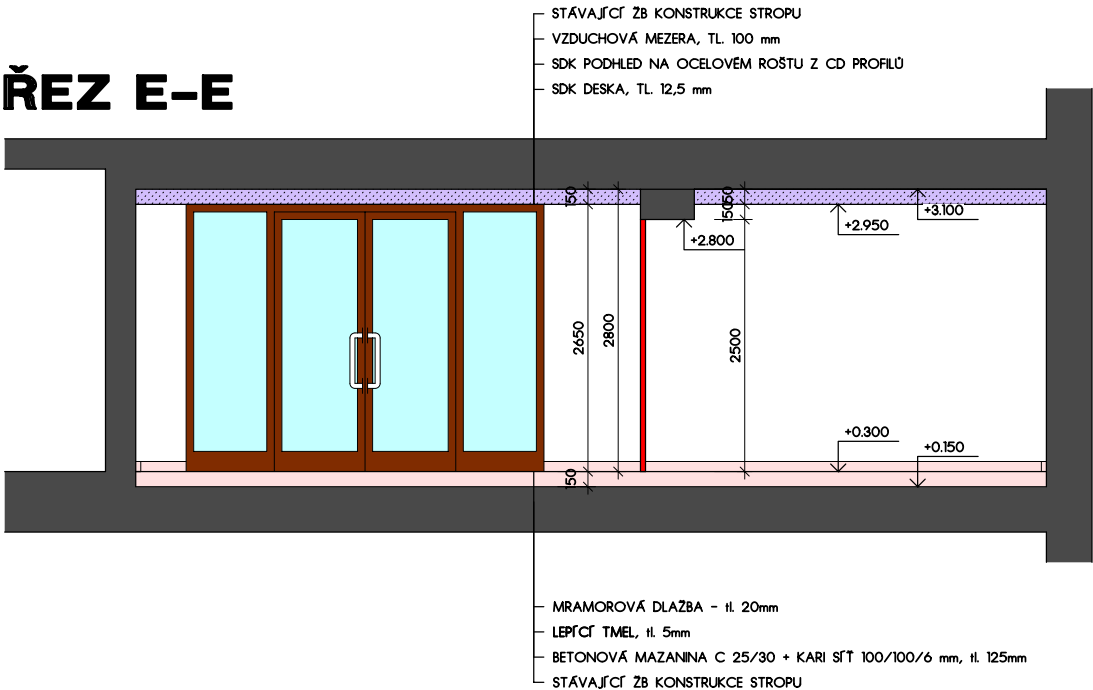 STÁVAJÍCÍ ŽB KONSTRUKCE STROPU
VZDUCHOVÁ MEZERA, TL. 100 mm
SDK PODHLED NA OCELOVÉM ROŠTU Z CD PROFILŮ
SDK DESKA, TL. 12,5 mm
ŘEZ E-E
150
150
150
+3.100
+2.950
+2.800
2650
2800
2500
+0.300
+0.150
150
MRAMOROVÁ DLAŽBA - tl. 20mm
LEPÍCÍ TMEL, tl. 5mm
BETONOVÁ MAZANINA C 25/30 + KARI SÍŤ 100/100/6 mm, tl. 125mm
STÁVAJÍCÍ ŽB KONSTRUKCE STROPU